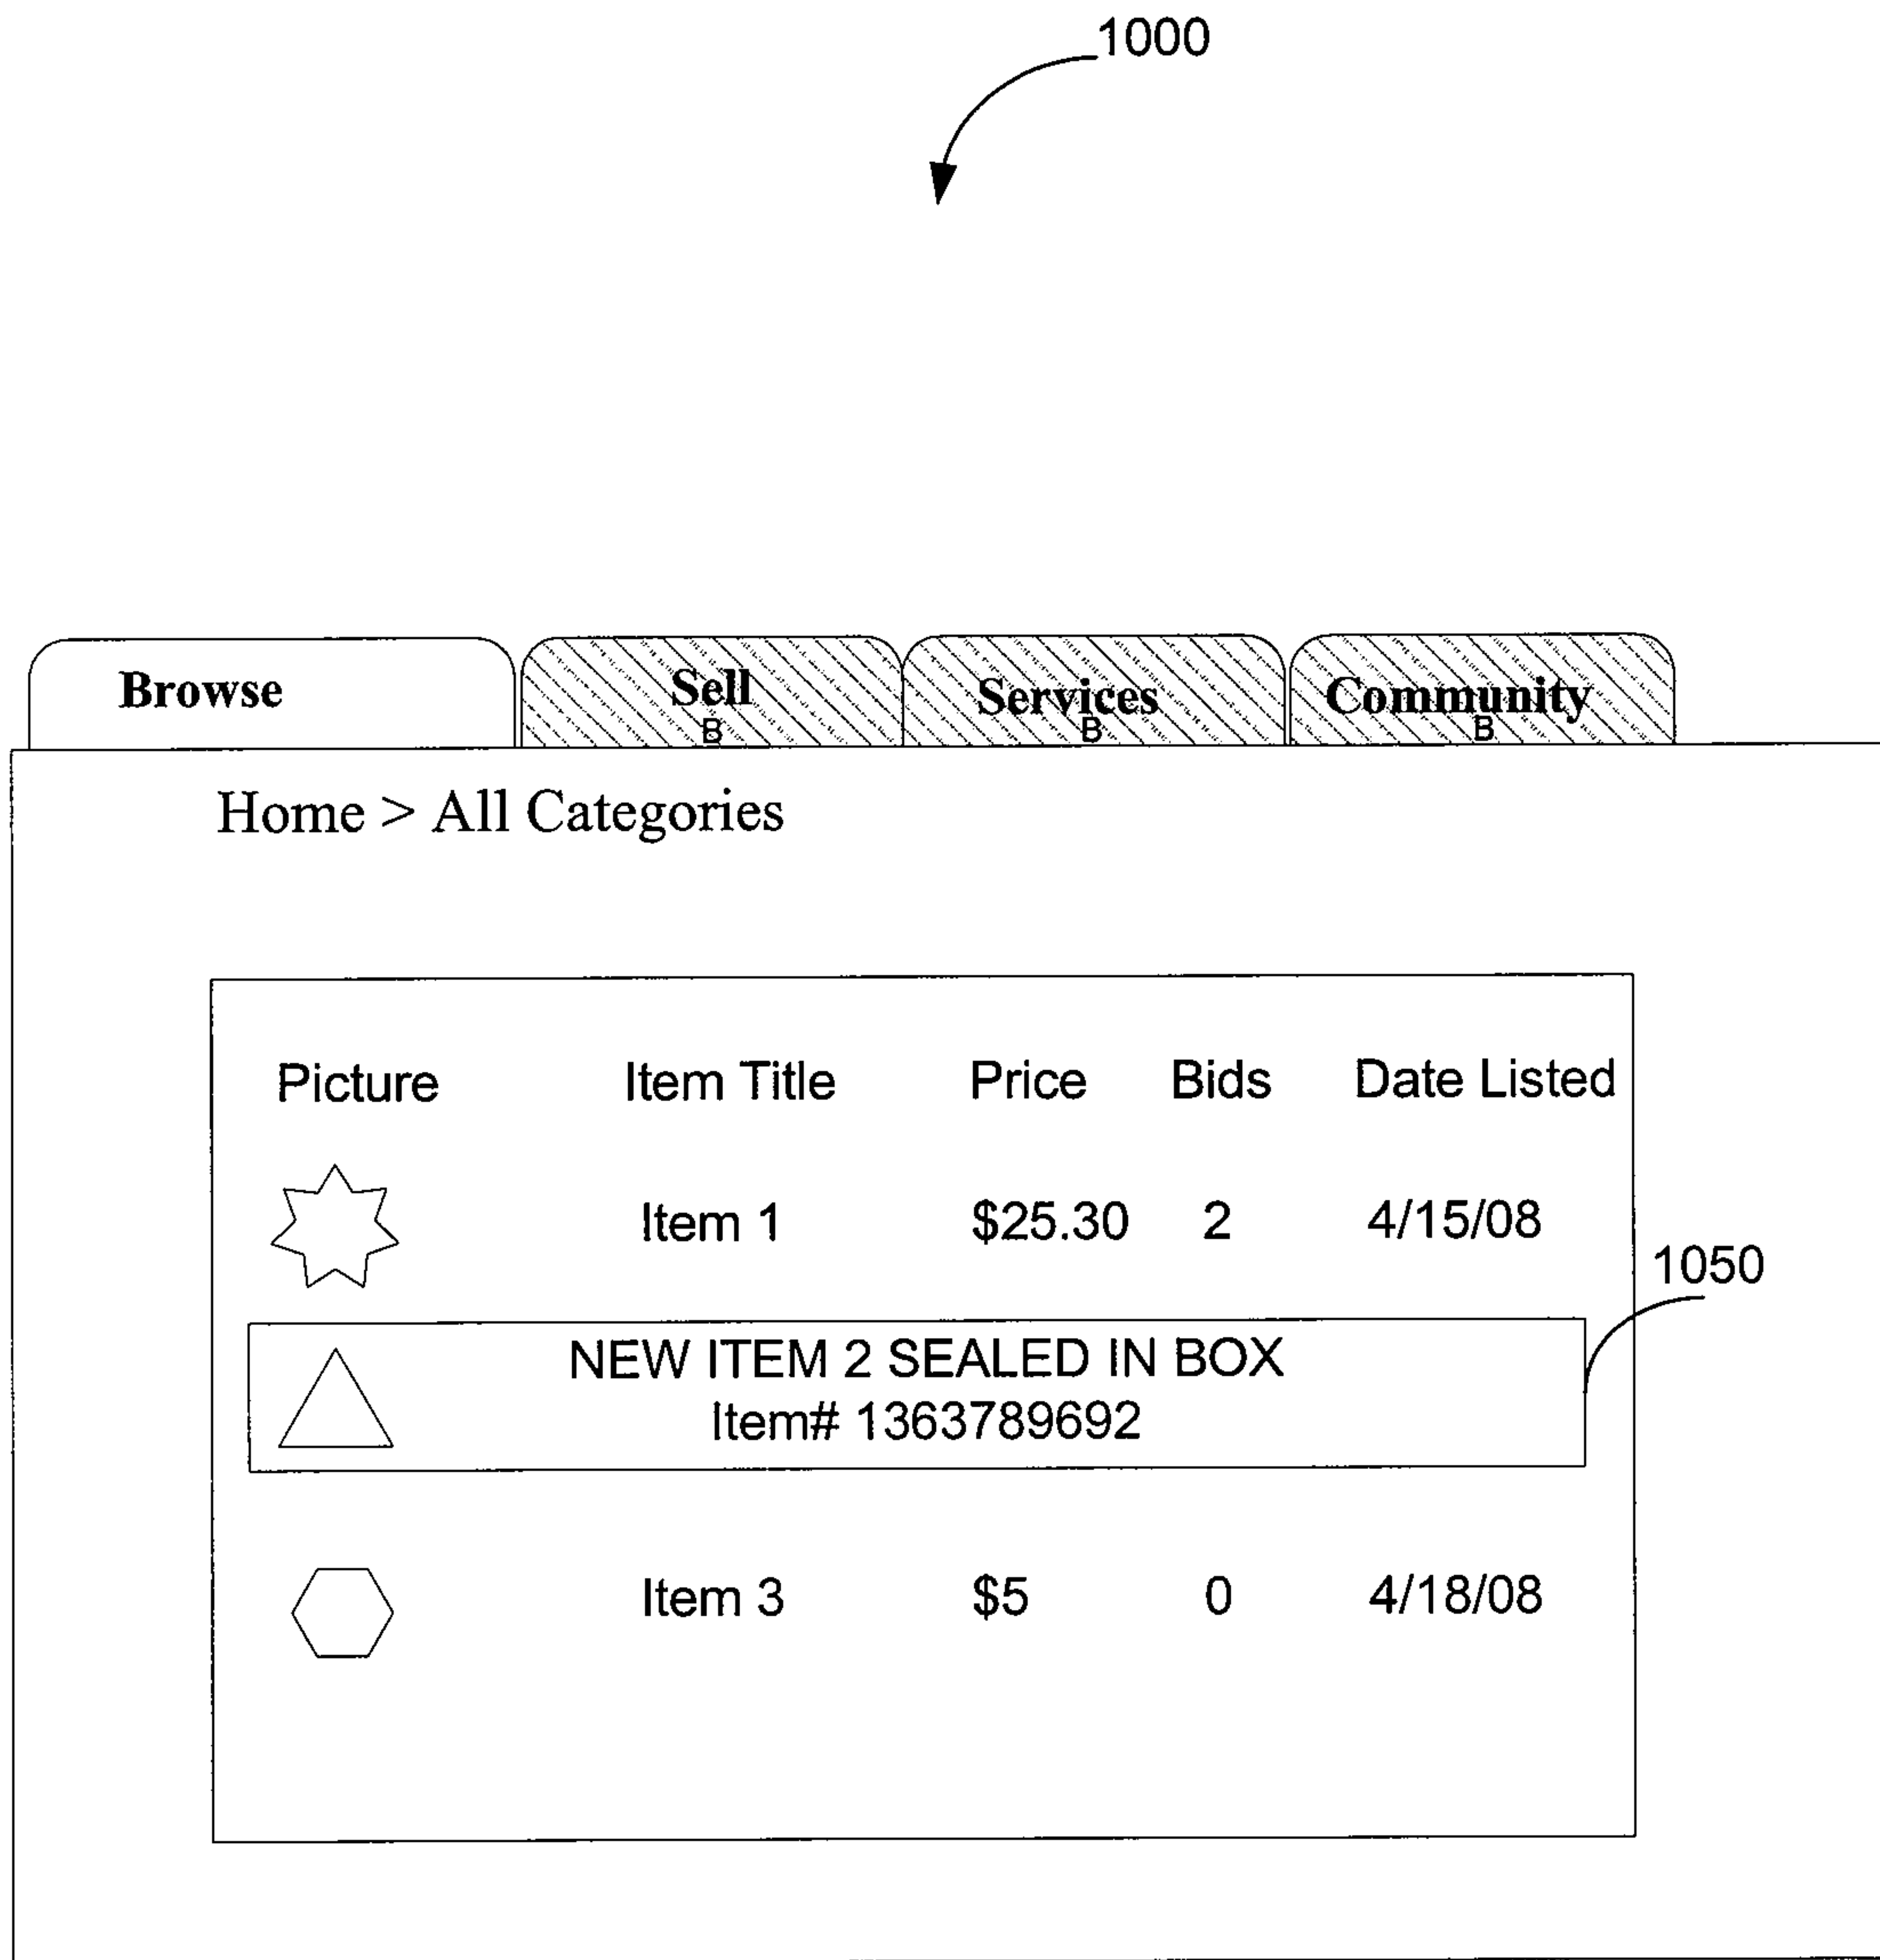 1000
Browse Sell Services Community
B B B
Home > All Categories
Picture Item Title Price Bids Date Listed
Item 1 $25.30 2 4/15/08
1050
NEW ITEM 2 SEALED IN BOX
Item# 1363789692
Item 3 $5 0 4/18/08